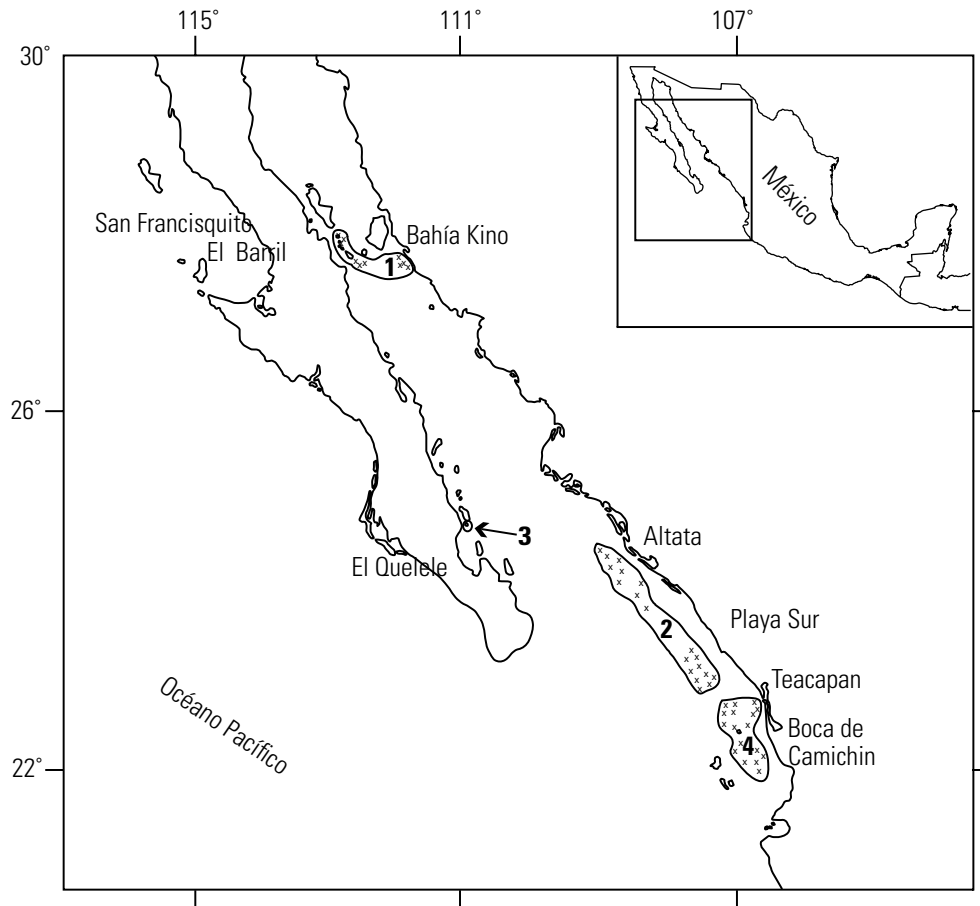 115˚
111˚
107˚
30˚
México
San Francisquito
El Barril
Bahía Kino
1
26˚
3
Altata
El Quelele
Playa Sur
2
Teacapan
Océano Pacífico
Boca de
Camichin
4
22˚